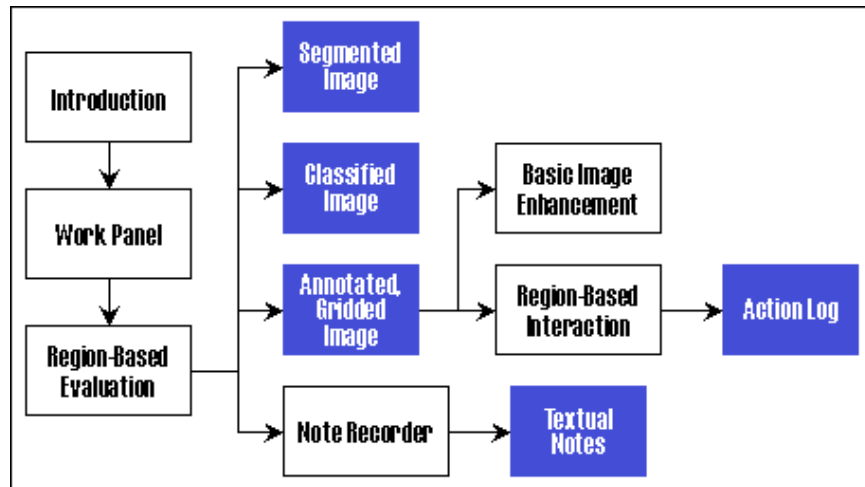 Introduction
Work Panel
Region-Based
Evaluation
Segmented
Image
Classified
Image
Annotated,
Gridded
Image
Note Recorder
Basic Image
Enhancement
Region-Based
Interaction
Textual
Notes
Action Log